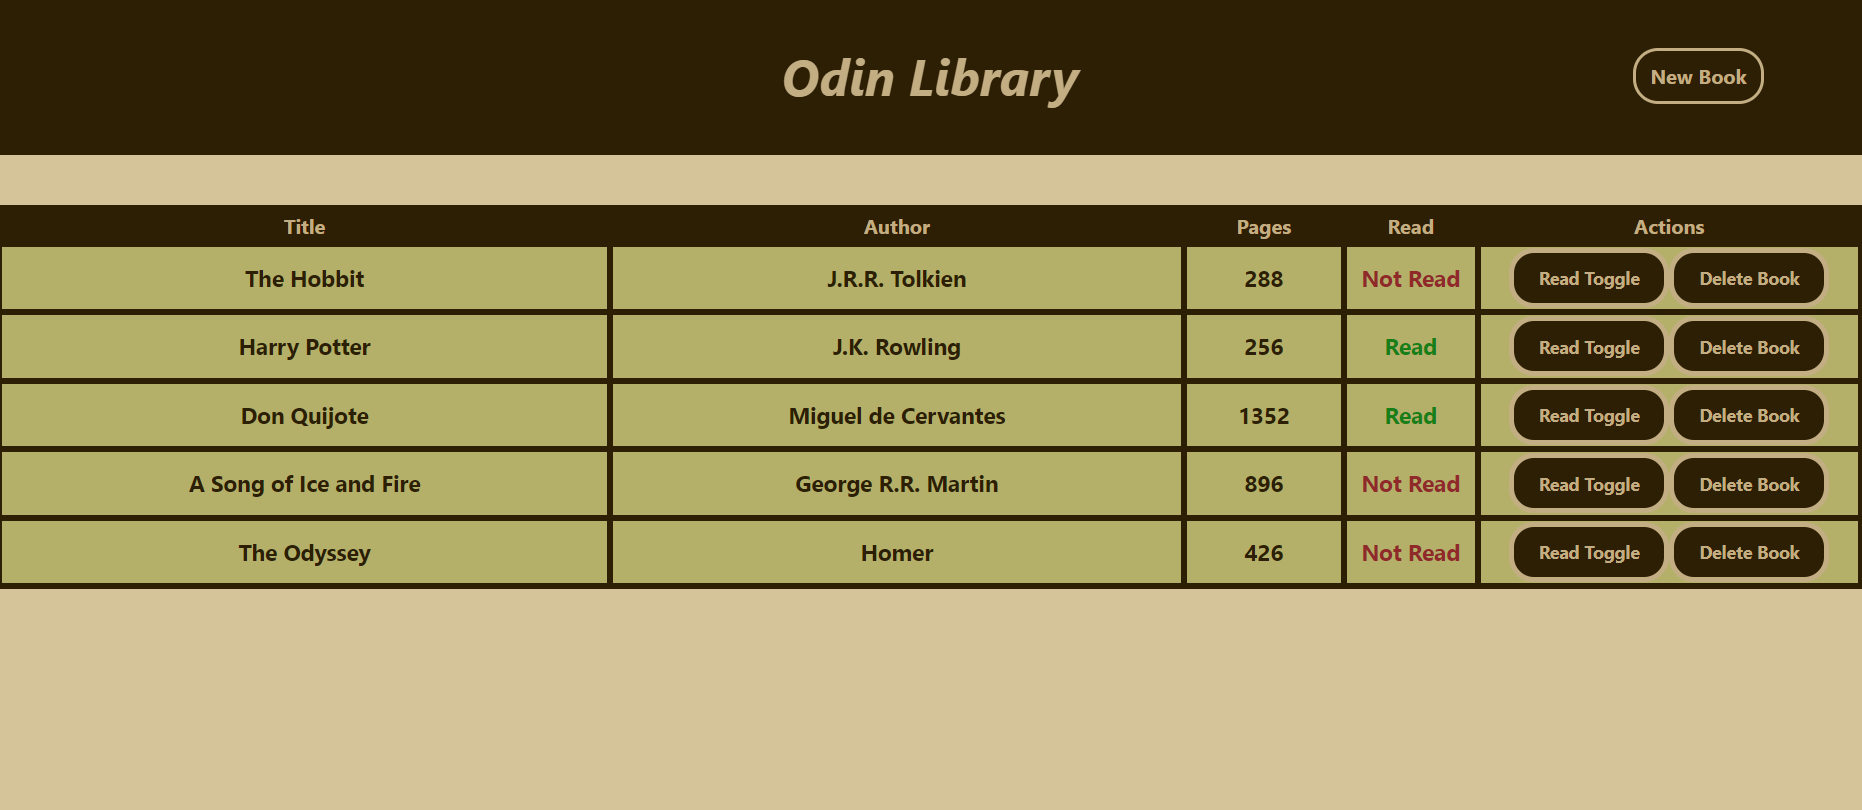 Odin Library
New Book
Title Author Pages Read Actions
The Hobbit J.R.R. Tolkien 288 Not Read Read Toggle Delete Book
Harry Potter J.K. Rowling 256 Read Read Toggle Delete Book
Don Quijote Miguel de Cervantes 1352 Read Read Toggle Delete Book
A Song of Ice and Fire George R.R. Martin 896 Not Read Read Toggle Delete Book
The Odyssey Homer 426 Not Read Read Toggle Delete Book